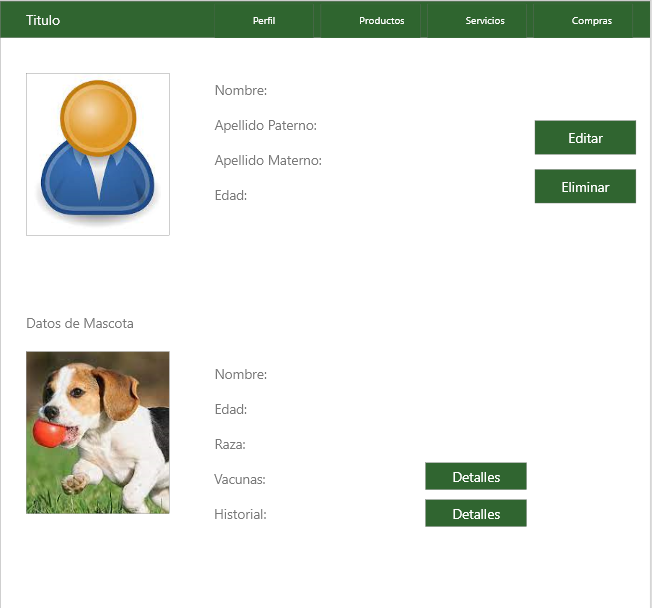 Titulo Perfil Productos Servicios Compras
Nombre:
Apellido Paterno:
Editar
Apellido Materno:
Eliminar
Edad:
Datos de Mascota
Nombre:
Edad:
Raza:
Vacunas: Detalles
Historial: Detalles